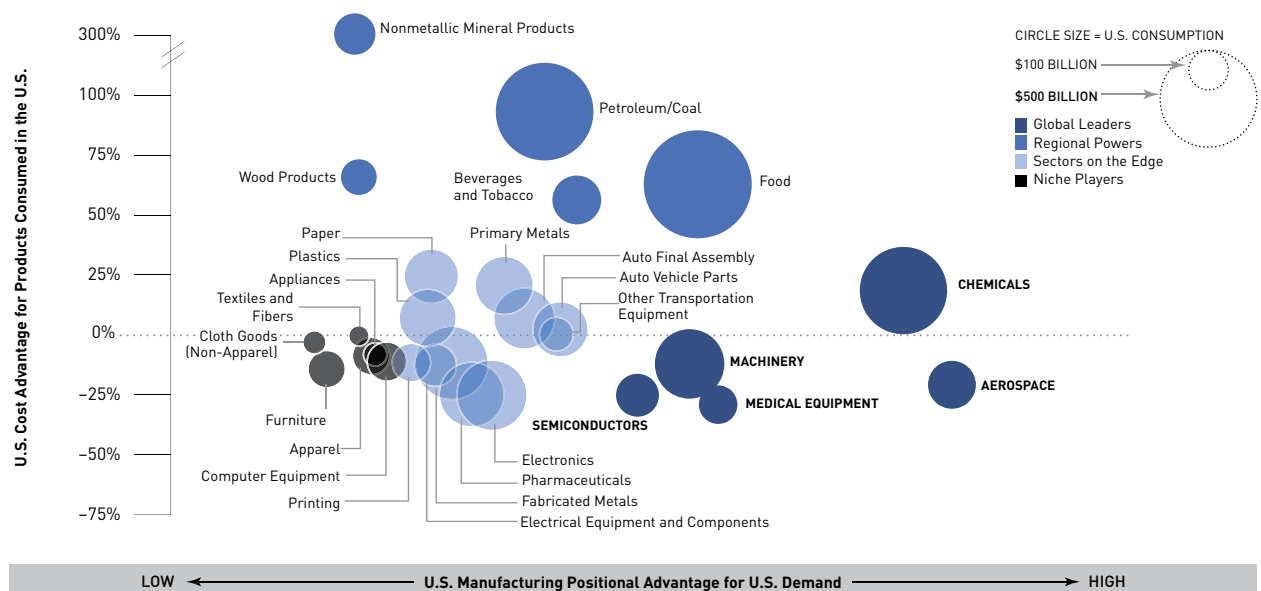 300%
100%
75%
50%
25%
0%
−25%
−50%
−75%
U.S. Cost Advantage for Products Consumed in the U.S.
Nonmetallic Mineral Products
Petroleum/Coal
Wood Products
Beverages
and Tobacco
Food
Paper
Plastics
Appliances
Textiles and
Fibers
Cloth Goods
(Non-Apparel)
Primary Metals
Auto Final Assembly
Auto Vehicle Parts
Other Transportation
Equipment
CHEMICALS
MACHINERY
AEROSPACE
MEDICAL EQUIPMENT
SEMICONDUCTORS
Furniture
Apparel
Computer Equipment
Printing
Electronics
Pharmaceuticals
Fabricated Metals
Electrical Equipment and Components
CIRCLE SIZE = U.S. CONSUMPTION
$100 BILLION
$500 BILLION
Global Leaders
Regional Powers
Sectors on the Edge
Niche Players
LOW
U.S. Manufacturing Positional Advantage for U.S. Demand
HIGH